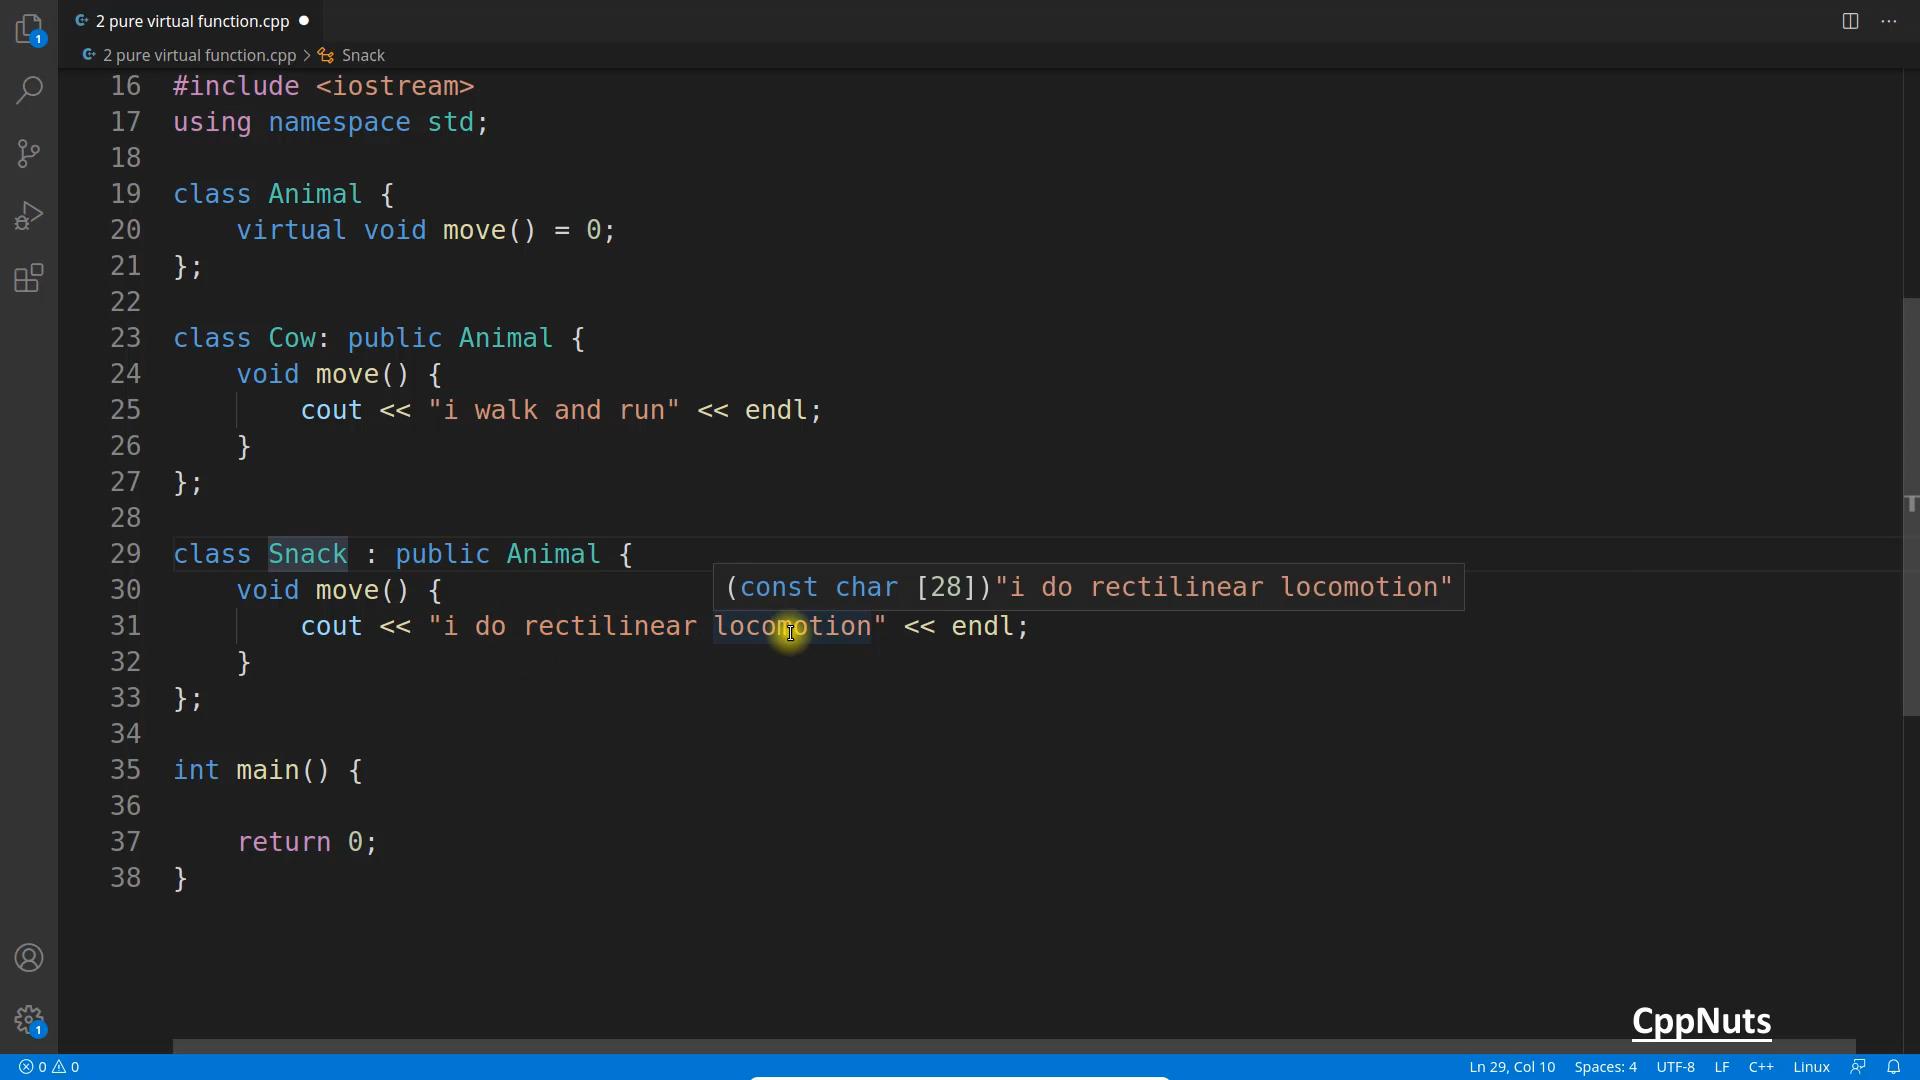 2 pure virtual function.cpp
2 pure virtual function.cpp > Snack
16 #include <iostream>
17 using namespace std;
18
19 class Animal {
20     virtual void move() = 0;
21 };
22
23 class Cow: public Animal {
24     void move() {
25         cout << "i walk and run" << endl;
26     }
27 };
28
29 class Snack : public Animal {
(const char [28])"i do rectilinear locomotion"
30     void move() {
31         cout << "i do rectilinear locomotion" << endl;
32     }
33 };
34
35 int main() {
36
37     return 0;
38 }
1
1
CppNuts
0 0 Ln 29, Col 10 Spaces: 4 UTF-8 LF C++ Linux